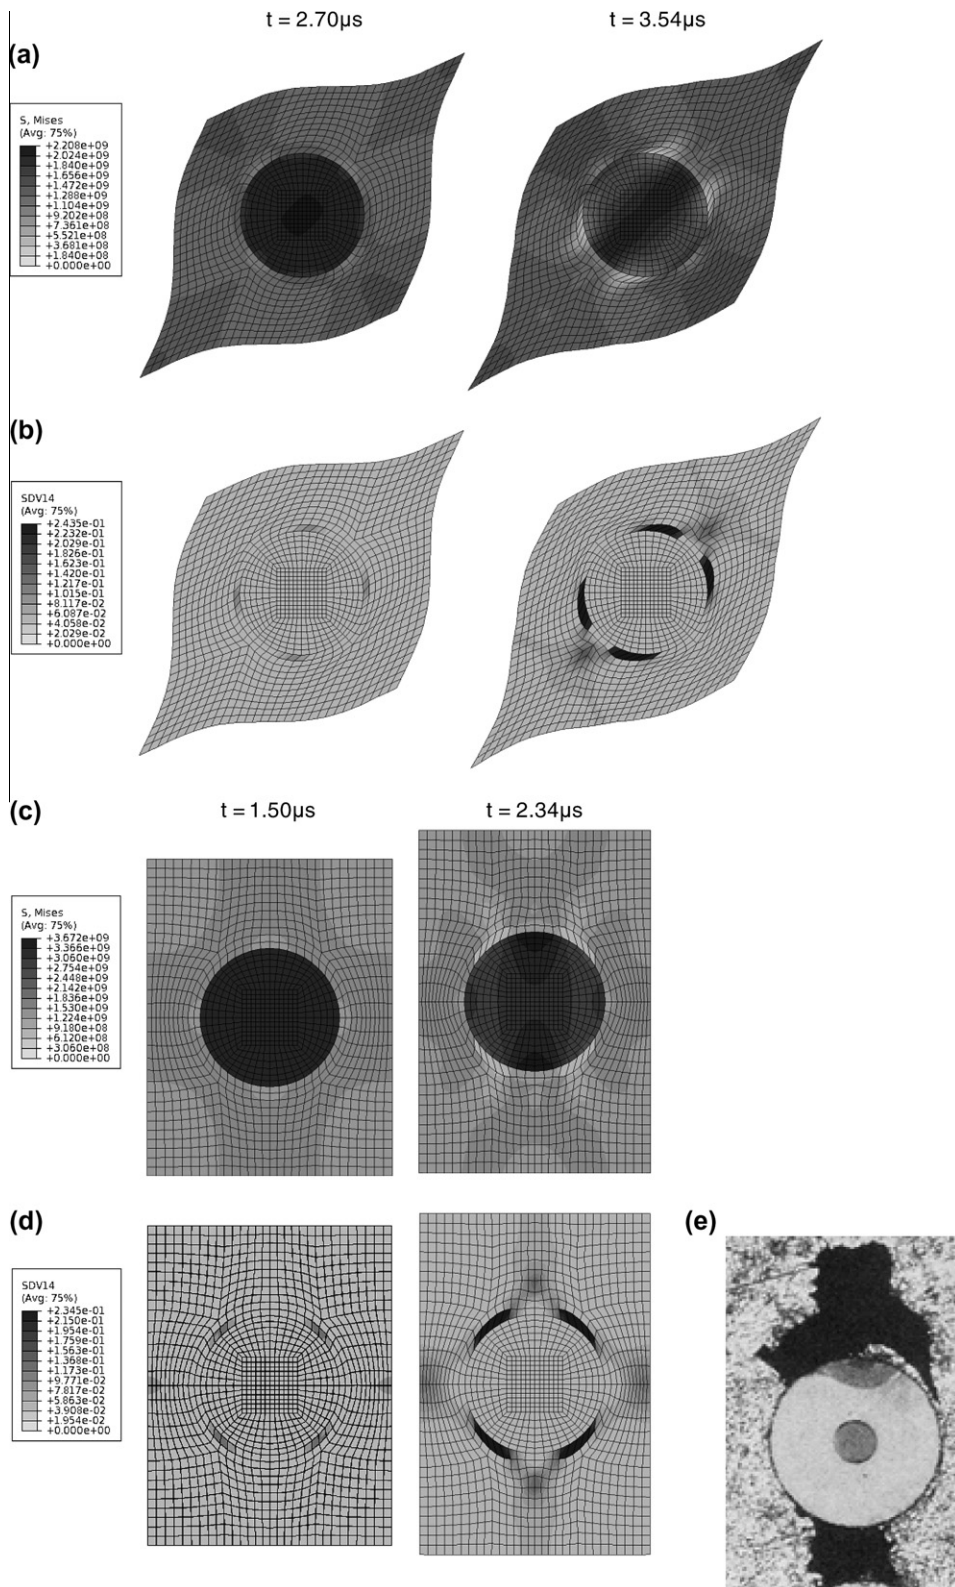 t = 2.70µs
t = 3.54µs
(a)
S, Mises
(Avg: 75%)
+2.208e+09
+2.024e+09
+1.840e+09
+1.656e+09
+1.472e+09
+1.288e+09
+1.104e+09
+9.202e+08
+7.361e+08
+5.521e+08
+3.681e+08
+1.840e+08
+0.000e+00
(b)
SDV14
(Avg: 75%)
+2.435e-01
+2.232e-01
+2.029e-01
+1.826e-01
+1.623e-01
+1.420e-01
+1.217e-01
+1.015e-01
+8.117e-02
+6.087e-02
+4.058e-02
+2.029e-02
+0.000e+00
(c)
t = 1.50µs
t = 2.34µs
S, Mises
(Avg: 75%)
+3.672e+09
+3.366e+09
+3.060e+09
+2.754e+09
+2.448e+09
+2.142e+09
+1.836e+09
+1.530e+09
+1.224e+09
+9.180e+08
+6.120e+08
+3.060e+08
+0.000e+00
(d)
(e)
SDV14
(Avg: 75%)
+2.345e-01
+2.150e-01
+1.954e-01
+1.759e-01
+1.563e-01
+1.368e-01
+1.173e-01
+9.771e-02
+7.817e-02
+5.863e-02
+3.908e-02
+1.954e-02
+0.000e+00